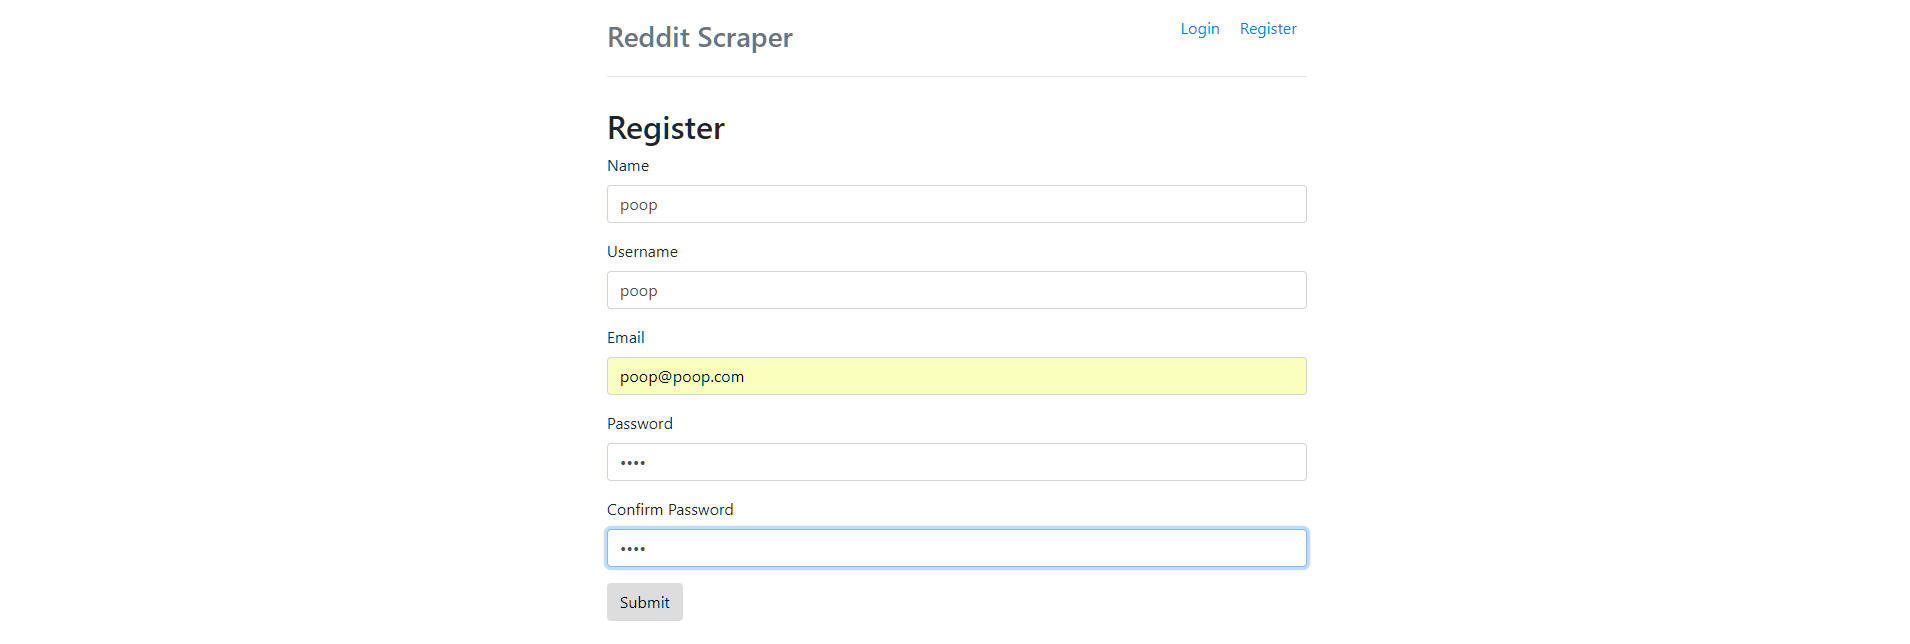 Reddit Scraper
Login Register
Register
Name
poop
Username
poop
Email
poop@poop.com
Password
••••
Confirm Password
••••
Submit